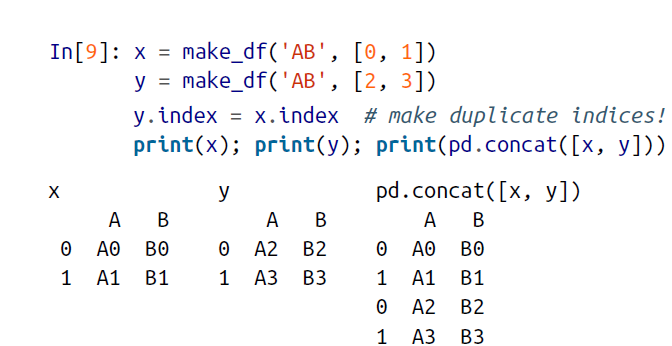 In[9]: x = make_df('AB', [0, 1])
y = make_df('AB', [2, 3])
y.index = x.index # make duplicate indices!
print(x); print(y); print(pd.concat([x, y]))
x y pd.concat([x, y])
A B A B A B
0 A0 B0 0 A2 B2 0 A0 B0
1 A1 B1 1 A3 B3 1 A1 B1
0 A2 B2
1 A3 B3